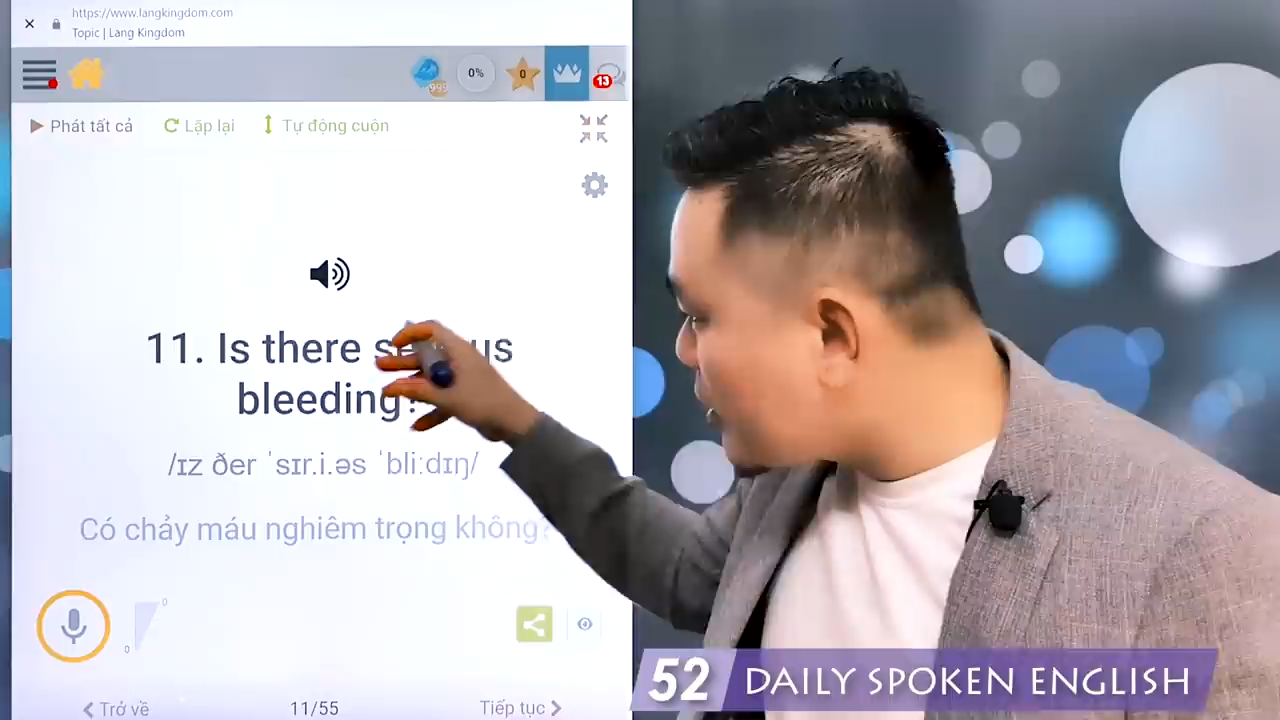 https://www.langkingdom.com
Topic | Lang Kingdom
999
0%
0
13
Phát tất cả
Lặp lại
Tự động cuộn
11. Is there
bleeding?
/ɪz ðer ˈsɪr.i.əs ˈbliːdɪŋ/
Có chảy máu nghiêm trọng không?
0
0
Trở về
11/55
Tiếp tục
52 DAILY SPOKEN ENGLISH